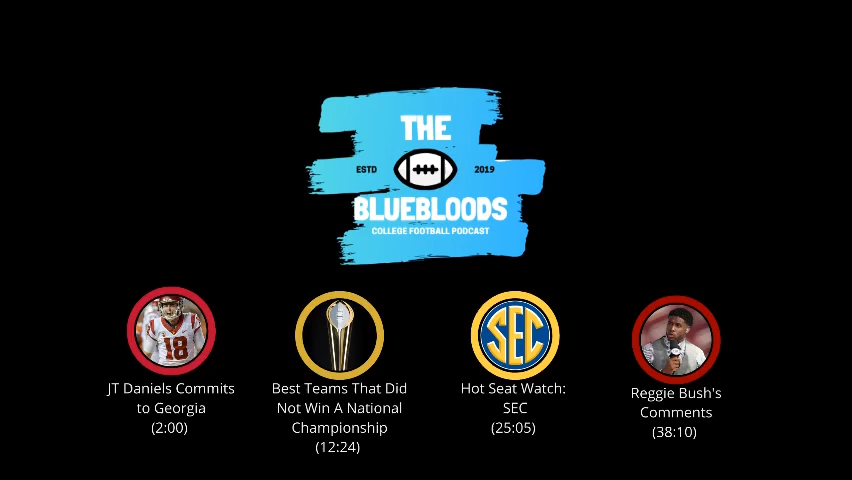 THE
ESTD 2019
BLUEBLOODS
COLLEGE FOOTBALL PODCAST
18
SEC
JT Daniels Commits
to Georgia
(2:00)
Best Teams That Did
Not Win A National
Championship
(12:24)
Hot Seat Watch:
SEC
(25:05)
Reggie Bush's
Comments
(38:10)